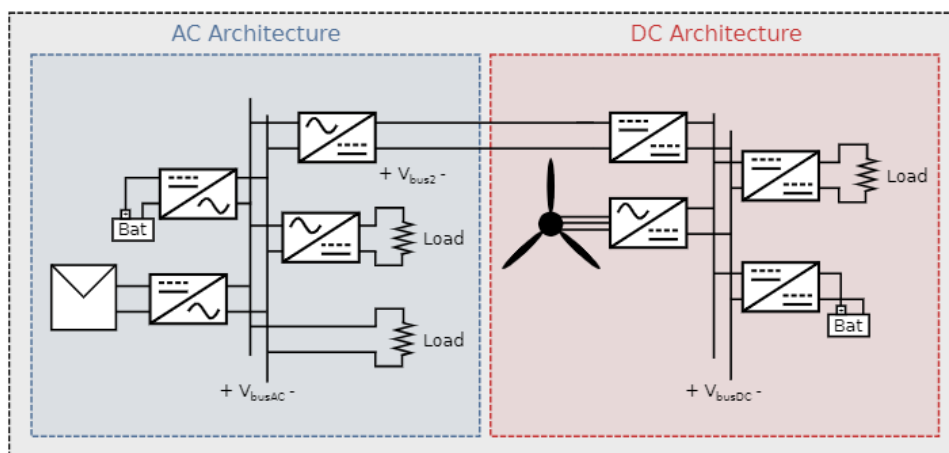 AC Architecture
DC Architecture
+ Vbus2 -
Load
Bat
Load
Load
Bat
+ VbusAC -
+ VbusDC -